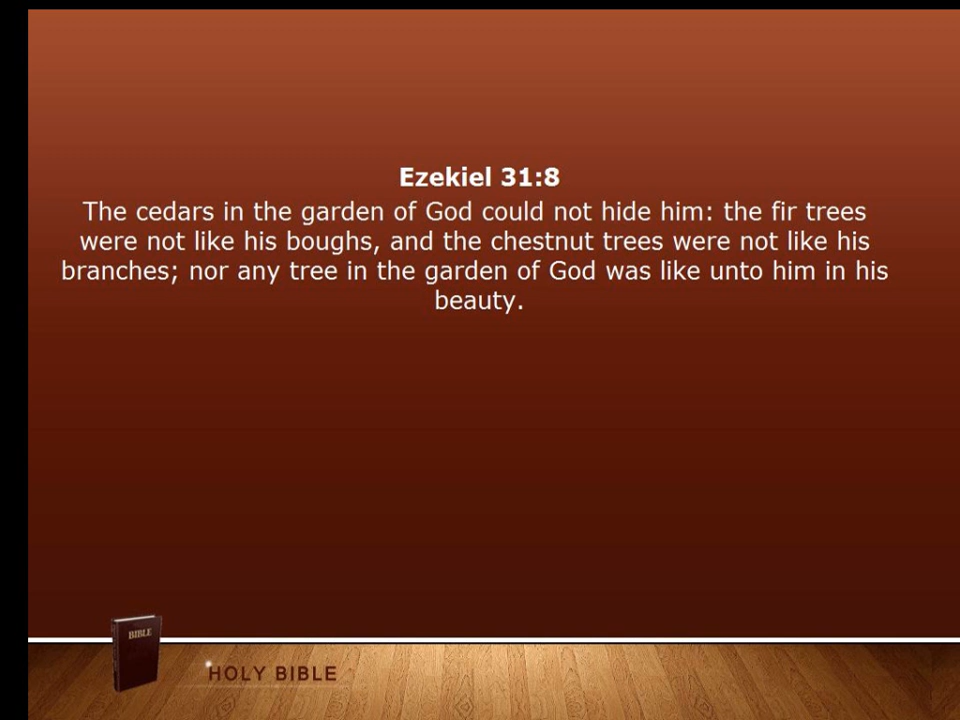 Ezekiel 31:8
The cedars in the garden of God could not hide him: the fir trees
were not like his boughs, and the chestnut trees were not like his
branches; nor any tree in the garden of God was like unto him in his
beauty.
BIBLE
HOLY BIBLE